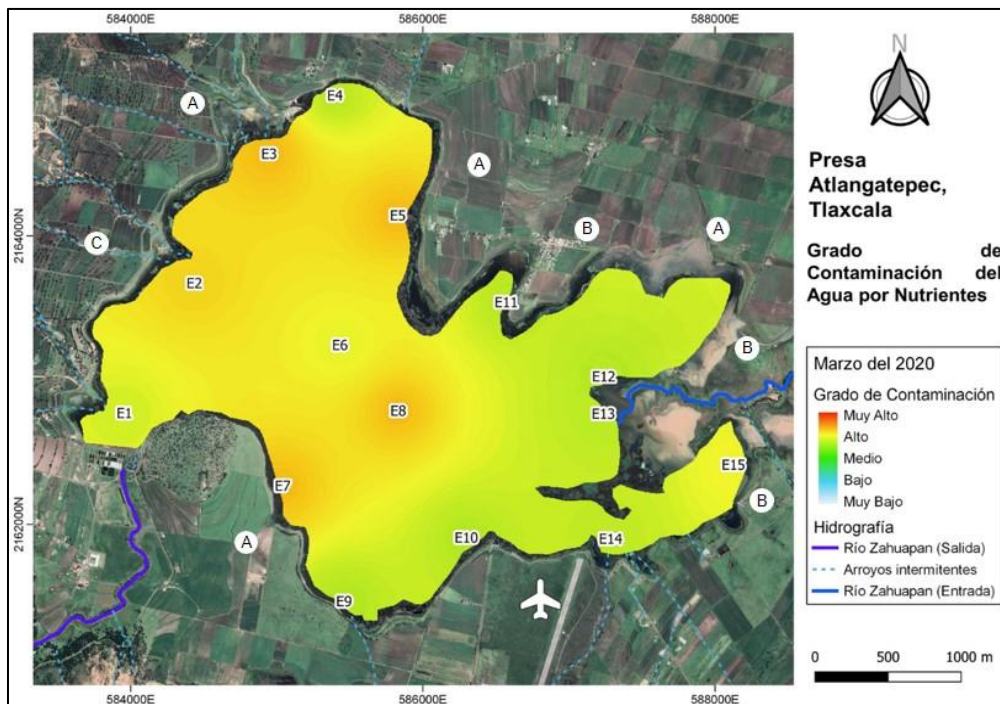 584000E
586000E
588000E
2164000N
2162000N
A
E4
E3
A
E5
B
A
C
E2
E11
E6
B
E12
E1
E8
E13
E15
E7
B
A
E10
E14
E9
584000E
586000E
588000E
N
Presa
Atlangatepec,
Tlaxcala
Grado de
Contaminación del
Agua por Nutrientes
Marzo del 2020
Grado de Contaminación
Muy Alto
Alto
Medio
Bajo
Muy Bajo
Hidrografía
Río Zahuapan (Salida)
Arroyos intermitentes
Río Zahuapan (Entrada)
0 500 1000 m